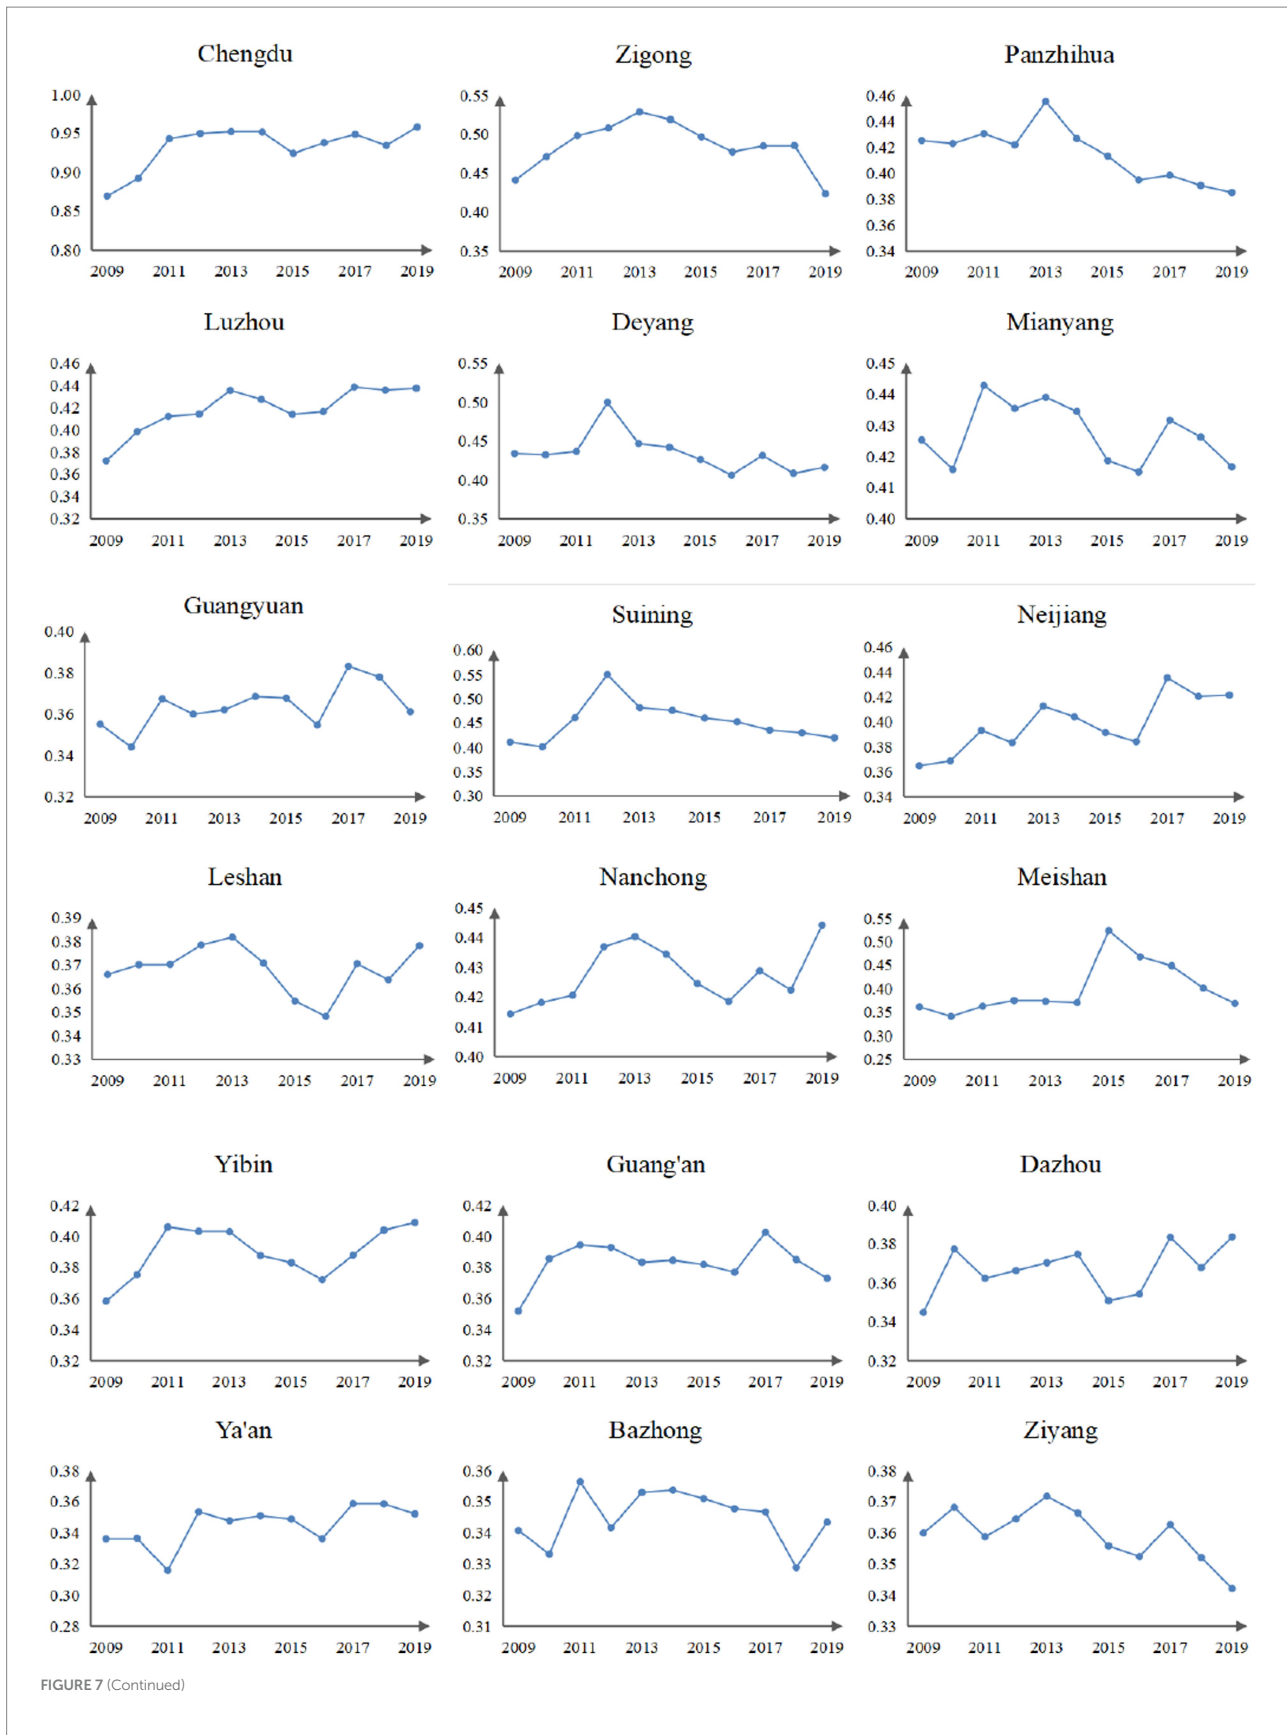 Chengdu Zigong Panzhihua
1.00 0.55 0.46
0.95 0.50 0.44
0.90 0.45 0.42
0.85 0.40 0.40
0.80 0.35 0.38
0.36
0.34
2009 2011 2013 2015 2017 2019 2009 2011 2013 2015 2017 2019 2009 2011 2013 2015 2017 2019
Luzhou Deyang Mianyang
0.46 0.55 0.45
0.44 0.50 0.44
0.42 0.45 0.43
0.40 0.40 0.42
0.38 0.35 0.41
0.36 0.40
0.34
0.32
2009 2011 2013 2015 2017 2019 2009 2011 2013 2015 2017 2019 2009 2011 2013 2015 2017 2019
Guangyuan Suining Neijiang
0.40 0.60 0.46
0.38 0.55 0.44
0.36 0.50 0.42
0.34 0.45 0.40
0.32 0.40 0.38
0.35 0.36
0.30 0.34
2009 2011 2013 2015 2017 2019 2009 2011 2013 2015 2017 2019 2009 2011 2013 2015 2017 2019
Leshan Nanchong Meishan
0.39 0.45 0.55
0.38 0.44 0.50
0.37 0.43 0.45
0.36 0.42 0.40
0.35 0.41 0.35
0.34 0.40 0.30
0.33 0.25
2009 2011 2013 2015 2017 2019 2009 2011 2013 2015 2017 2019 2009 2011 2013 2015 2017 2019
Yibin Guang'an Dazhou
0.42 0.42 0.40
0.40 0.40 0.38
0.38 0.38 0.36
0.36 0.36 0.34
0.34 0.34 0.32
0.32 0.32
2009 2011 2013 2015 2017 2019 2009 2011 2013 2015 2017 2019 2009 2011 2013 2015 2017 2019
Ya'an Bazhong Ziyang
0.38 0.36 0.38
0.36 0.35 0.37
0.34 0.34 0.36
0.32 0.33 0.35
0.30 0.32 0.34
0.28 0.31 0.33
2009 2011 2013 2015 2017 2019 2009 2011 2013 2015 2017 2019 2009 2011 2013 2015 2017 2019
FIGURE 7 (Continued)